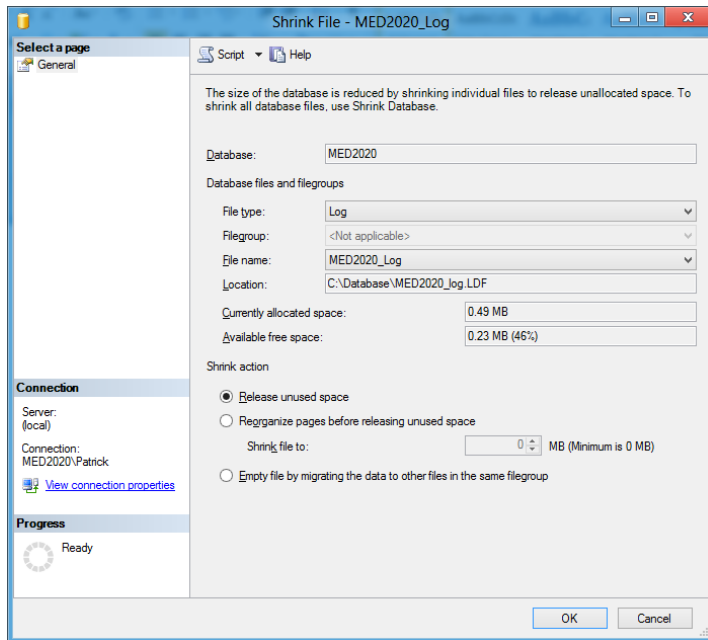 Shrink File - MED2020_Log
Select a page
General
Script
Help
The size of the database is reduced by shrinking individual files to release unallocated space. To
shrink all database files, use Shrink Database.
Database:
MED2020
Database files and filegroups
File type:
Log
Filegroup:
<Not applicable>
File name:
MED2020_Log
Location:
C:\Database\MED2020_log.LDF
Currently allocated space:
0.49 MB
Available free space:
0.23 MB (46%)
Shrink action
Release unused space
Reorganize pages before releasing unused space
Shrink file to:
0
MB (Minimum is 0 MB)
Empty file by migrating the data to other files in the same filegroup
Connection
Server:
(local)
Connection:
MED2020\Patrick
View connection properties
Progress
Ready
OK
Cancel